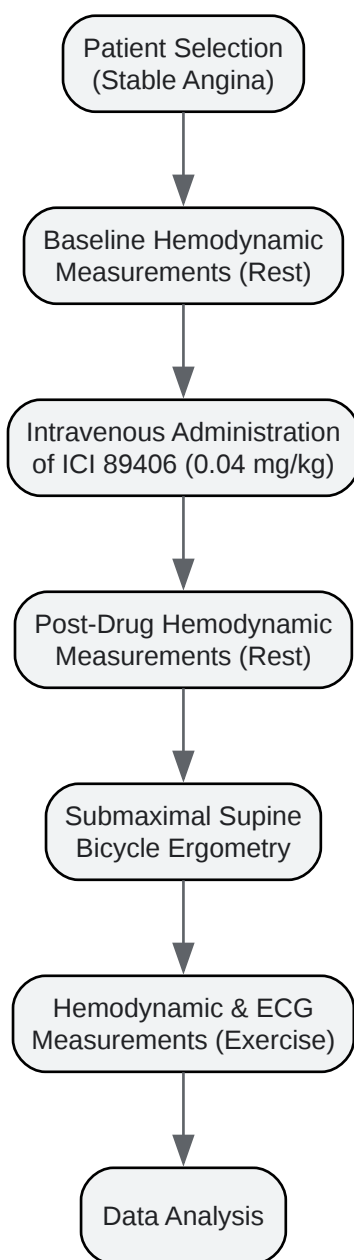 Patient Selection
(Stable Angina)
Baseline Hemodynamic
Measurements (Rest)
Intravenous Administration
of ICI 89406 (0.04 mg/kg)
Post-Drug Hemodynamic
Measurements (Rest)
Submaximal Supine
Bicycle Ergometry
Hemodynamic & ECG
Measurements (Exercise)
Data Analysis